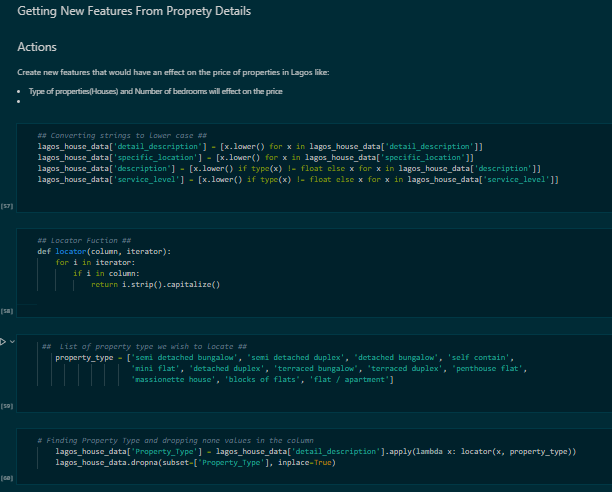 Getting New Features From Proprety Details
Actions
Create new features that would have an effect on the price of properties in Lagos like:
• Type of properties(Houses) and Number of bedrooms will effect on the price
•
## Converting strings to lower case ##
lagos_house_data['detail_description'] = [x.lower() for x in lagos_house_data['detail_description']]
lagos_house_data['specific_location'] = [x.lower() for x in lagos_house_data['specific_location']]
lagos_house_data['description'] = [x.lower() if type(x) != float else x for x in lagos_house_data['description']]
lagos_house_data['service_level'] = [x.lower() if type(x) != float else x for x in lagos_house_data['service_level']]
[57]
## Locator Fuction ##
def locator(column, iterator):
for i in iterator:
if i in column:
return i.strip().capitalize()
[58]
## List of property type we wish to locate ##
property_type = ['semi detached bungalow', 'semi detached duplex', 'detached bungalow', 'self contain',
'mini flat', 'detached duplex', 'terraced bungalow', 'terraced duplex', 'penthouse flat',
'massionette house', 'blocks of flats', 'flat / apartment']
[59]
# Finding Property Type and dropping none values in the column
lagos_house_data['Property_Type'] = lagos_house_data['detail_description'].apply(lambda x: locator(x, property_type))
lagos_house_data.dropna(subset=['Property_Type'], inplace=True)
[60]